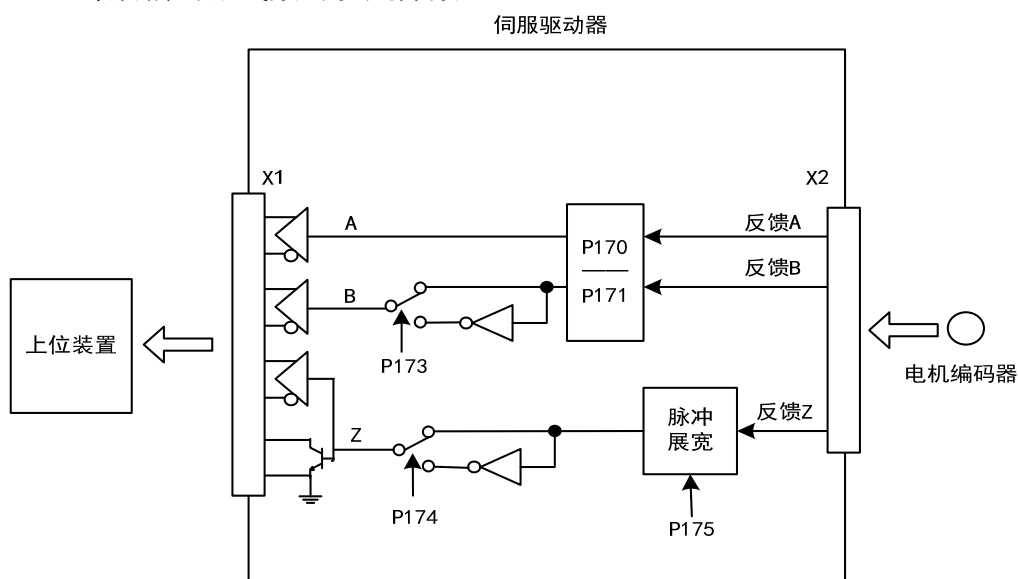 伺服驱动器
X1
X2
A
反馈A
P170
P171
反馈B
B
P173
上位装置
电机编码器
脉冲
展宽
反馈Z
Z
P174
P175